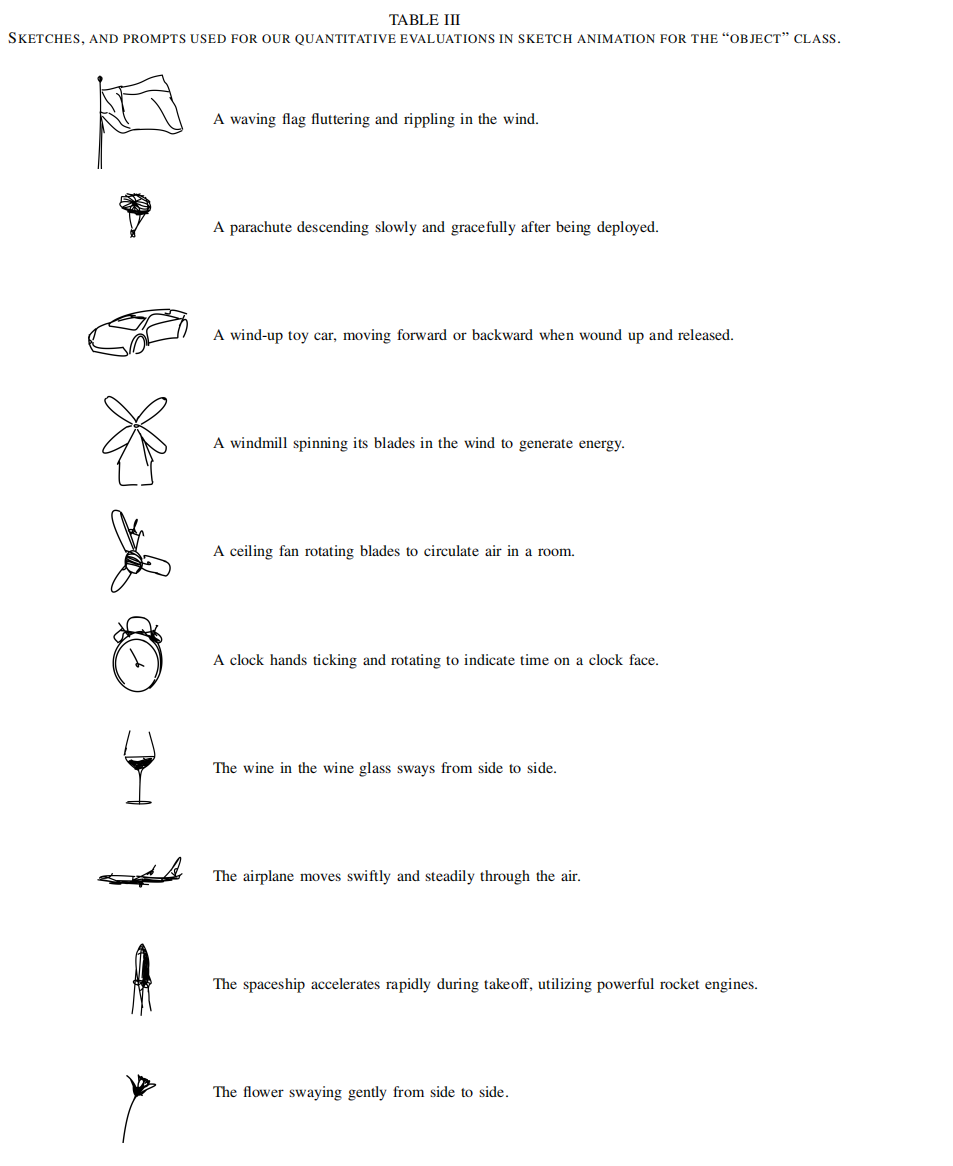 TABLE III
SKETCHES, AND PROMPTS USED FOR OUR QUANTITATIVE EVALUATIONS IN SKETCH ANIMATION FOR THE “OBJECT” CLASS.
A waving flag fluttering and rippling in the wind.
A parachute descending slowly and gracefully after being deployed.
A wind-up toy car, moving forward or backward when wound up and released.
A windmill spinning its blades in the wind to generate energy.
A ceiling fan rotating blades to circulate air in a room.
A clock hands ticking and rotating to indicate time on a clock face.
The wine in the wine glass sways from side to side.
The airplane moves swiftly and steadily through the air.
The spaceship accelerates rapidly during takeoff, utilizing powerful rocket engines.
The flower swaying gently from side to side.